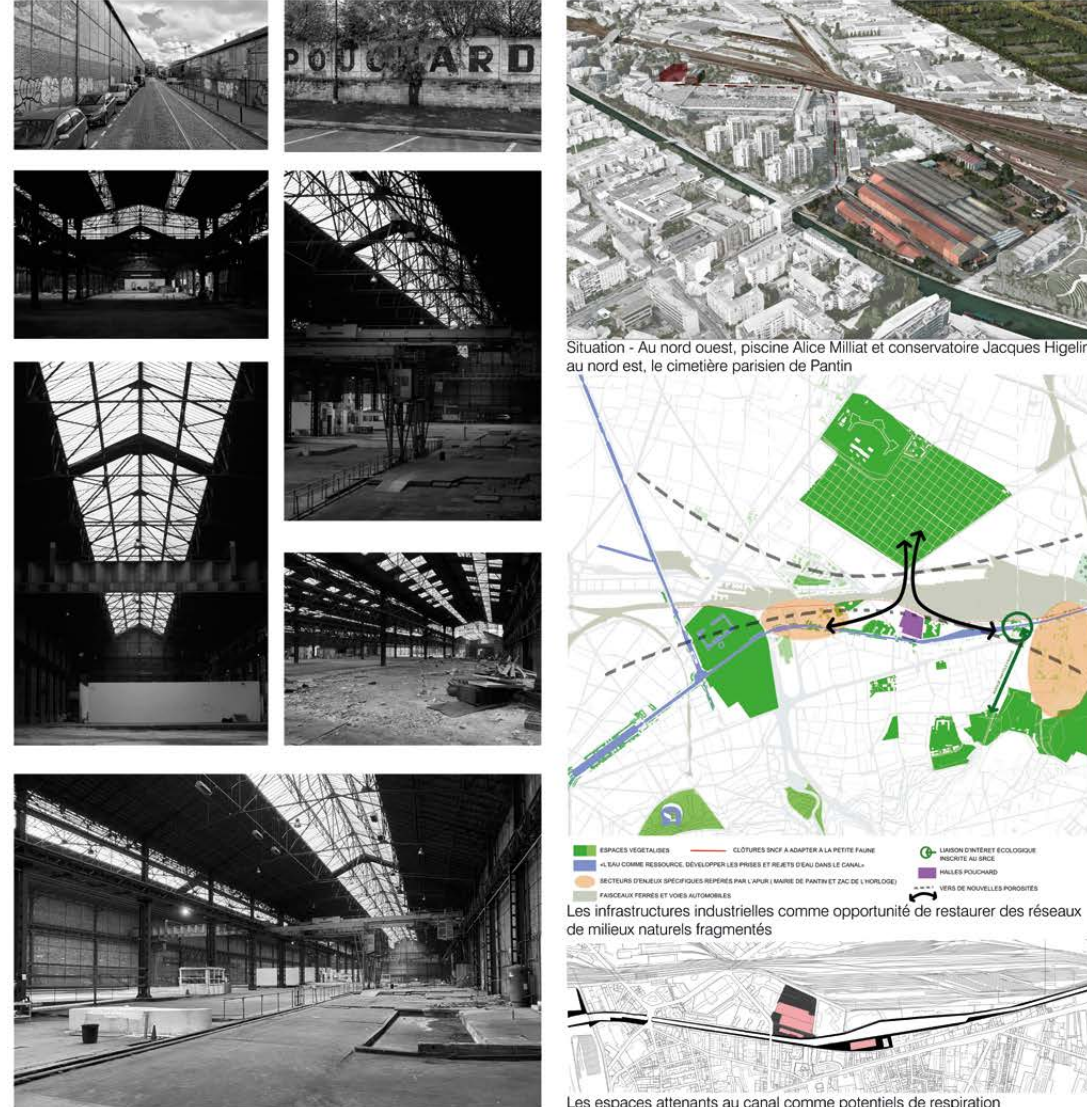 POUCHARD
Situation - Au nord ouest, piscine Alice Milliat et conservatoire Jacques Higelin
au nord est, le cimetière parisien de Pantin
ESPACES VEGETALISES
CLÔTURES SNCF A ADAPTER A LA PETITE FAUNE
LIAISON D'INTÉRET ÉCOLOGIQUE
INSCRITE AU SRCE
«L'EAU COMME RESSOURCE, DÉVELOPPER LES PRISES ET REJETS D'EAU DANS LE CANAL»
HALLES POUCHARD
SECTEURS D'ENJEUX SPÉCIFIQUES REPÉRÉS PAR L'APUR ( MAIRIE DE PANTIN ET ZAC DE L'HORLOGE)
VERS DE NOUVELLES POROSITÉS
FAISCEAUX FERRÉS ET VOIES AUTOMOBILES
Les infrastructures industrielles comme opportunité de restaurer des réseaux
de milieux naturels fragmentés
Les espaces attenants au canal comme potentiels de respiration